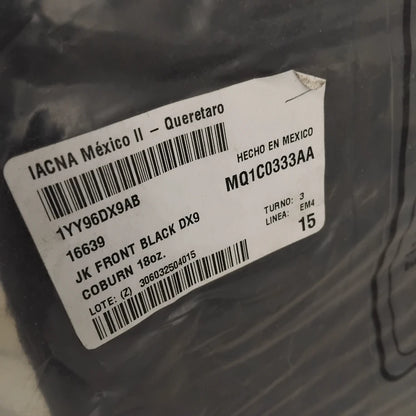 IACNA México II – Queretaro
HECHO EN MEXICO
1YY96DX9AB
MQ1C0333AA
16639
JK FRONT BLACK DX9
COBURN 18oz.
TURNO: 3
LINEA: EM4
LOTE: (Z) 306032504015
15